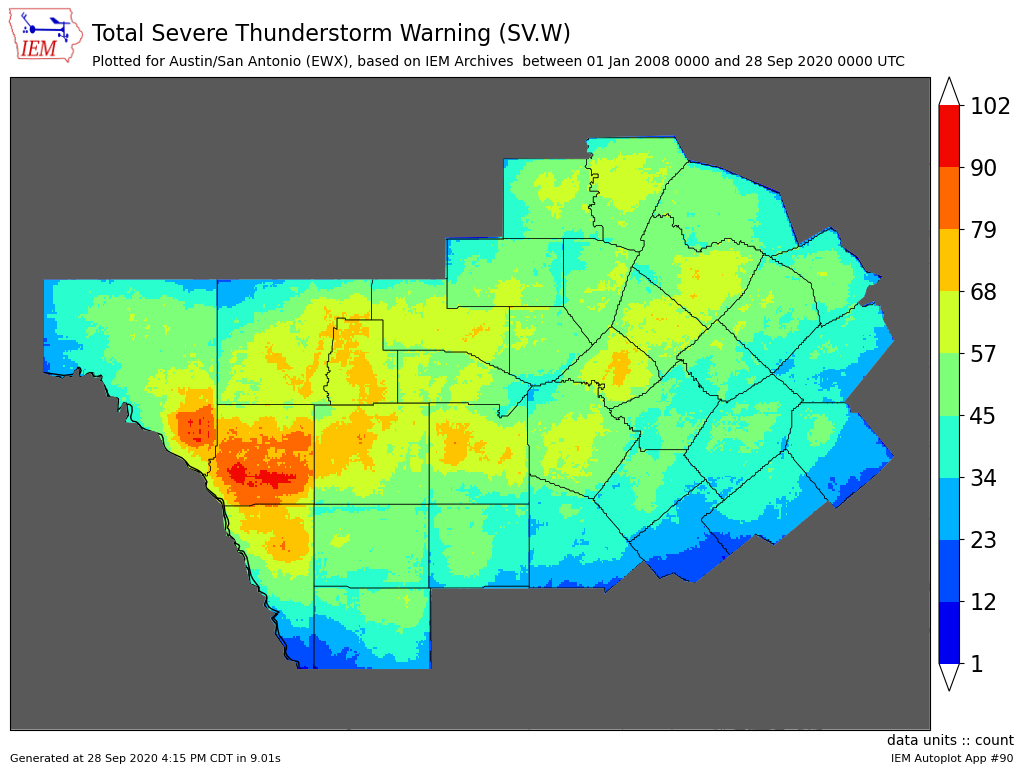 IEM
Total Severe Thunderstorm Warning (SV.W)
Plotted for Austin/San Antonio (EWX), based on IEM Archives  between 01 Jan 2008 0000 and 28 Sep 2020 0000 UTC
102
90
79
68
57
45
34
23
12
1
data units :: count
Generated at 28 Sep 2020 4:15 PM CDT in 9.01s
IEM Autoplot App #90